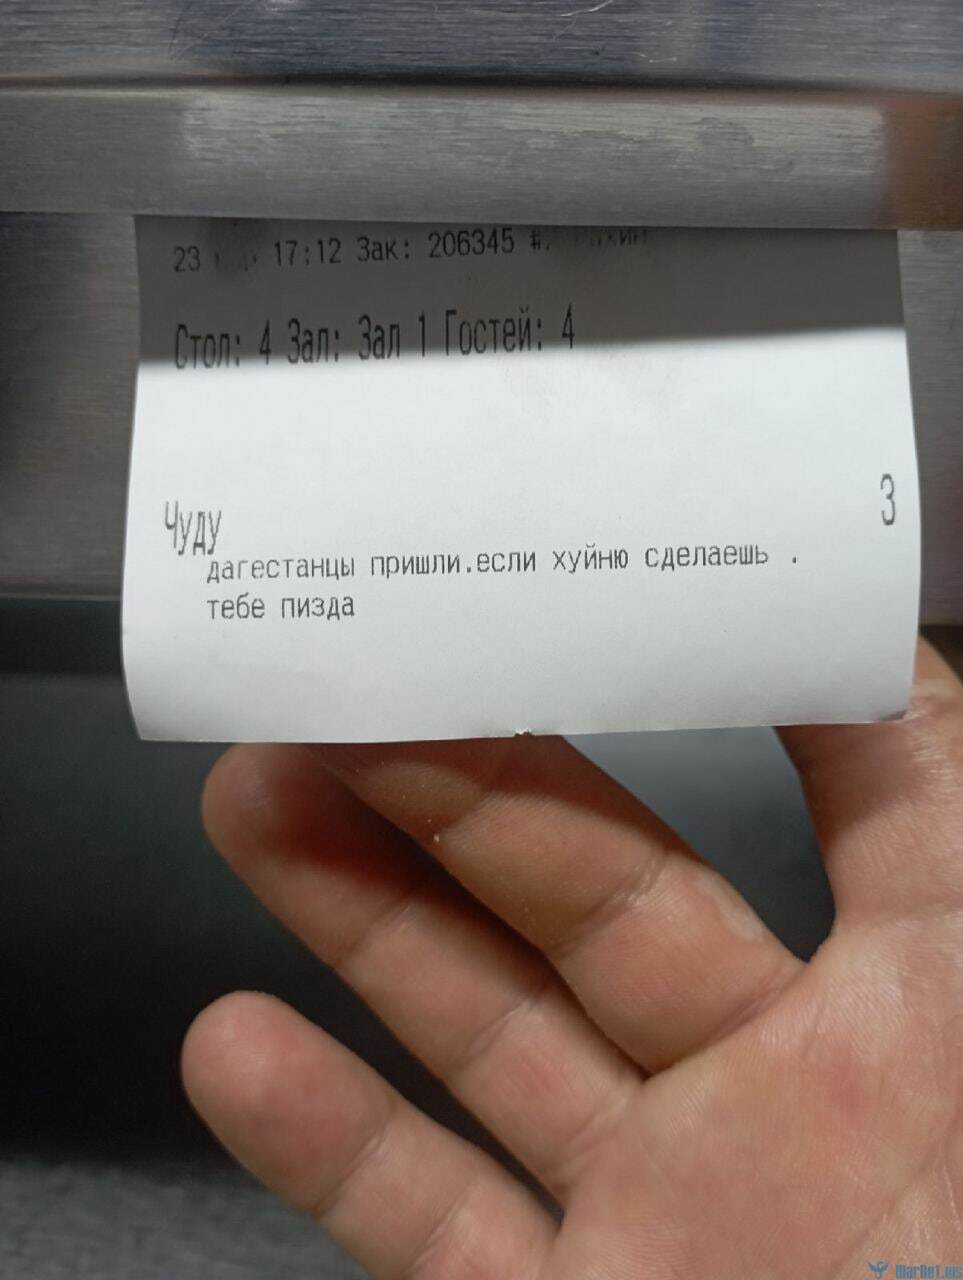 23 17:12 Зак: 206345
Стол: 4 Зал: Зал 1 Гостей: 4
Чуду 3
дагестанцы пришли.если хуйню сделаешь .
тебе пизда